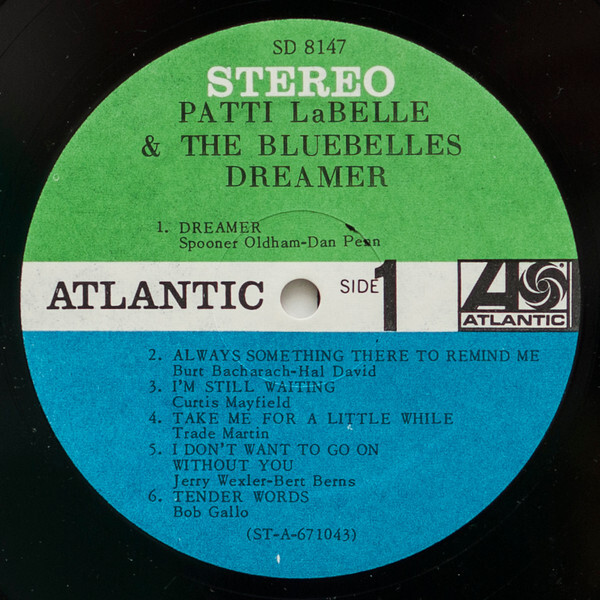 SD 8147
STEREO
PATTI LaBELLE
& THE BLUEBELLES
DREAMER
1. DREAMER
Spooner Oldham-Dan Penn
ATLANTIC
SIDE 1
ATLANTIC
2. ALWAYS SOMETHING THERE TO REMIND ME
Burt Bacharach-Hal David
3. I'M STILL WAITING
Curtis Mayfield
4. TAKE ME FOR A LITTLE WHILE
Trade Martin
5. I DON'T WANT TO GO ON
WITHOUT YOU
Jerry Wexler-Bert Berns
6. TENDER WORDS
Bob Gallo
(ST-A-671043)